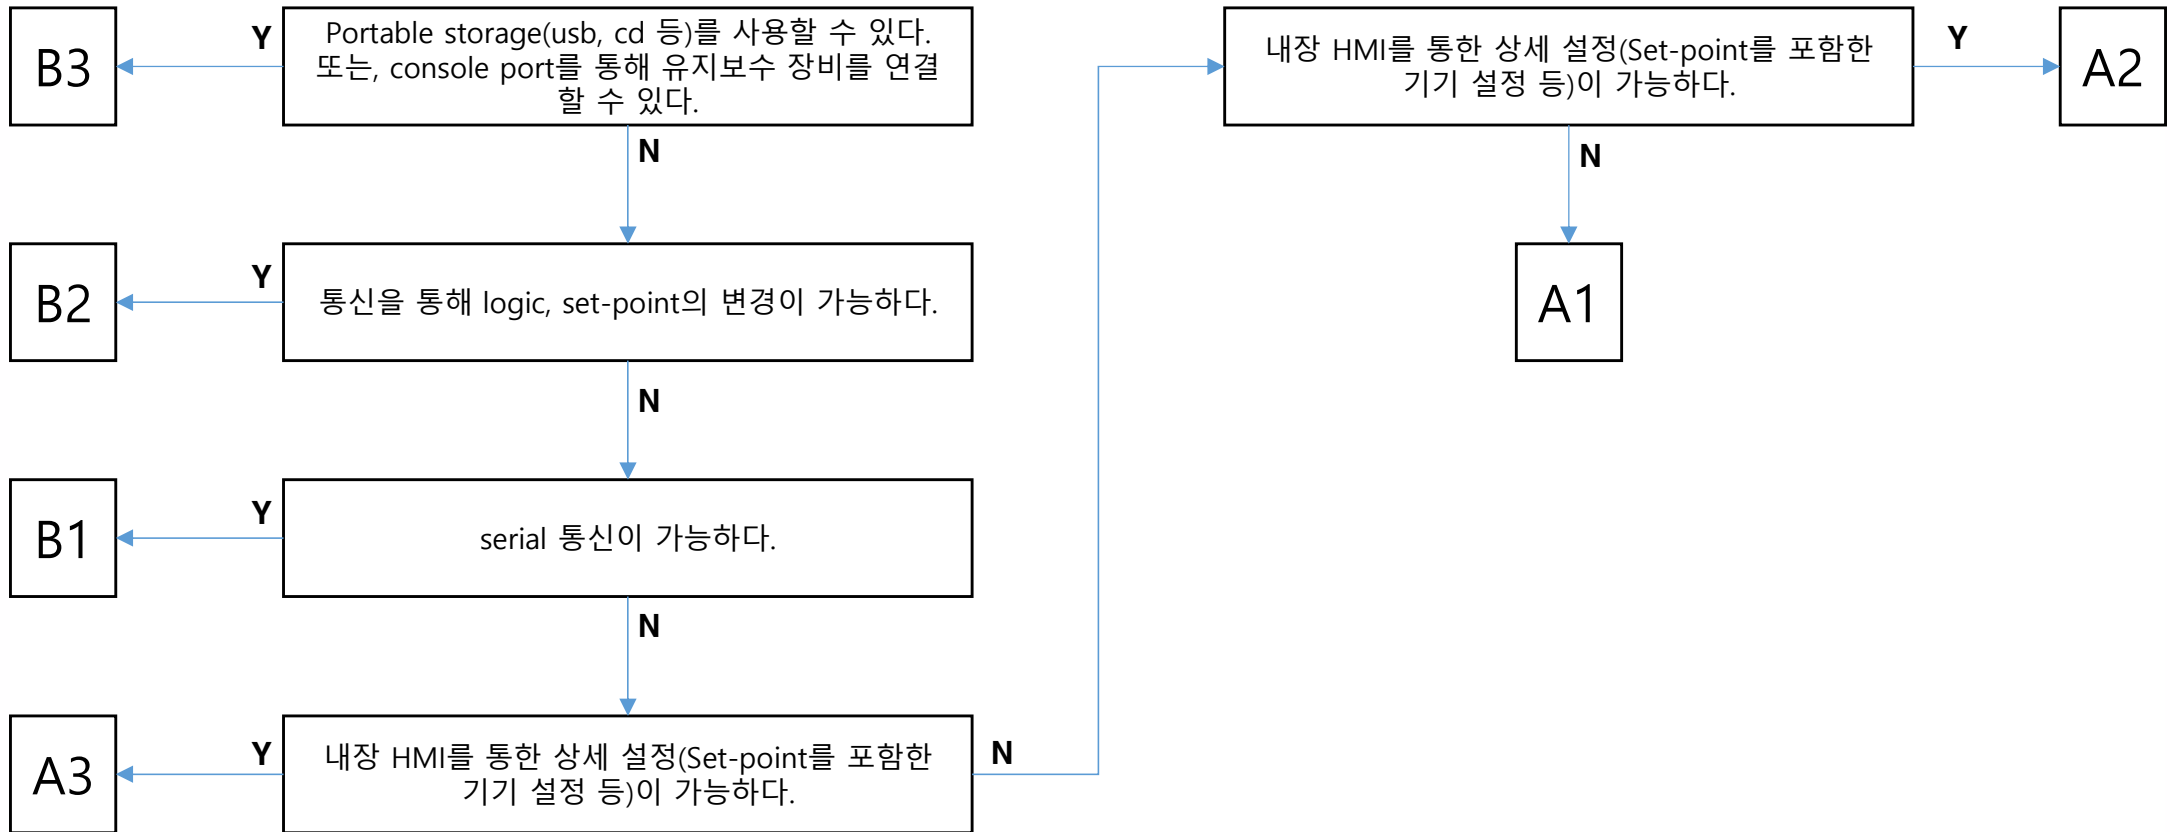 B3
Y
Portable storage(usb, cd 등)를 사용할 수 있다.
또는, console port를 통해 유지보수 장비를 연결
할 수 있다.
N
B2
Y
통신을 통해 logic, set-point의 변경이 가능하다.
N
B1
Y
serial 통신이 가능하다.
N
A3
Y
내장 HMI를 통한 상세 설정(Set-point를 포함한
기기 설정 등)이 가능하다.
N
내장 HMI를 통한 상세 설정(Set-point를 포함한
기기 설정 등)이 가능하다.
Y
A2
N
A1